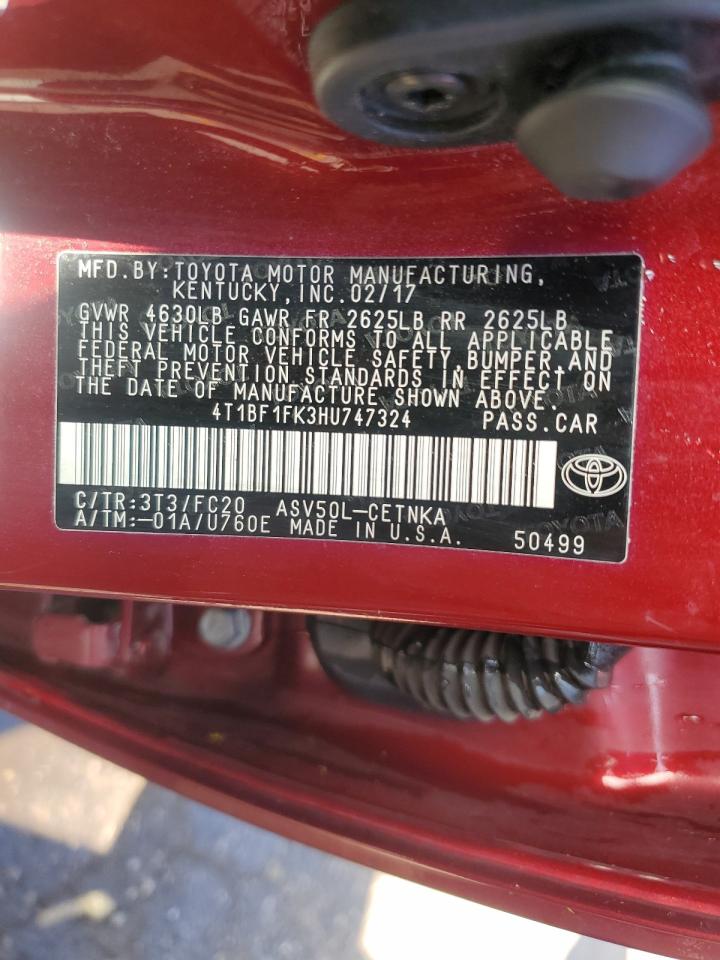 MFD.BY:TOYOTA MOTOR MANUFACTURING,
KENTUCKY,INC.02/17
GVWR 4630LB GAWR FR 2625LB RR 2625LB
THIS VEHICLE CONFORMS TO ALL APPLICABLE
FEDERAL MOTOR VEHICLE SAFETY,BUMPER,AND
THEFT PREVENTION STANDARDS IN EFFECT ON
THE DATE OF MANUFACTURE SHOWN ABOVE.
4T1BF1FK3HU747324 PASS.CAR
C/TR:3T3/FC20 ASV50L-CETNKA
A/TM:-01A/U760E MADE IN U.S.A. 50499